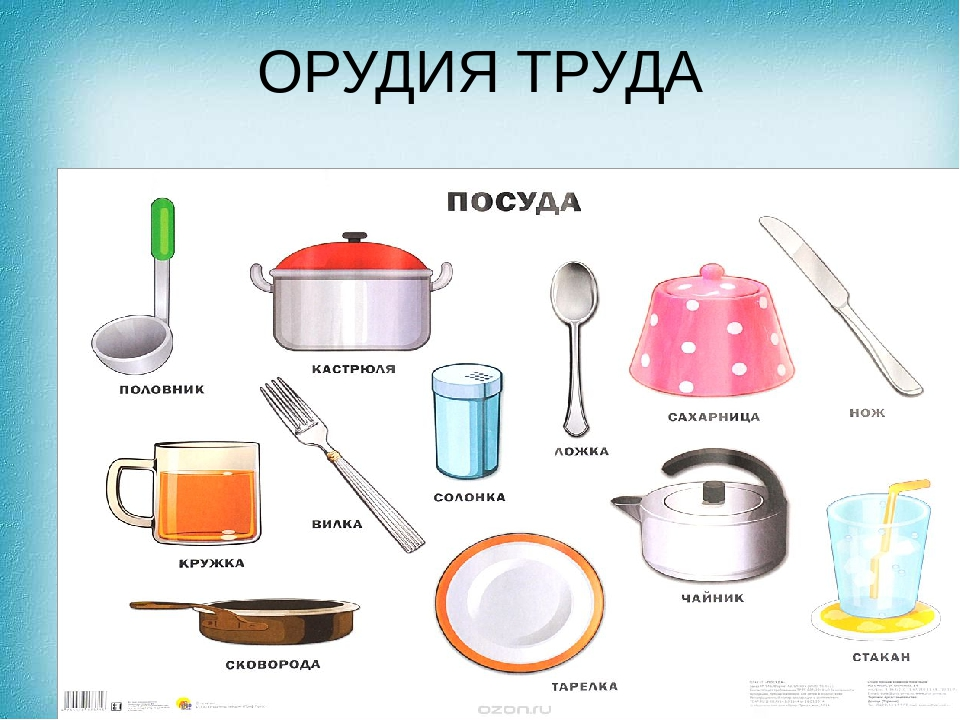 ОРУДИЯ ТРУДА
ПОСУДА
ПОЛОВНИК
КАСТРЮЛЯ
ЛОЖКА
САХАРНИЦА
НОЖ
СОЛОНКА
ВИЛКА
КРУЖКА
ЧАЙНИК
СКОВОРОДА
ТАРЕЛКА
СТАКАН
ozon.ru